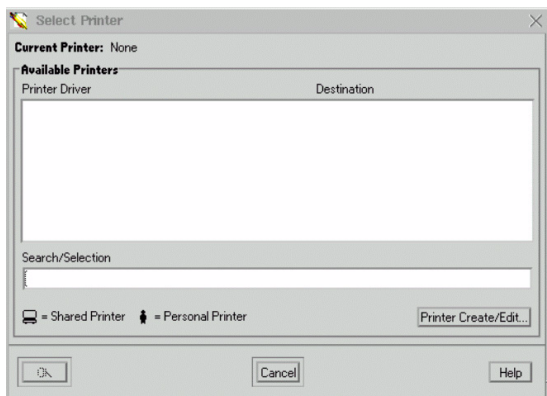 Select Printer
Current Printer: None
Available Printers
Printer Driver Destination
Search/Selection
= Shared Printer = Personal Printer
Printer Create/Edit...
Ok Cancel Help